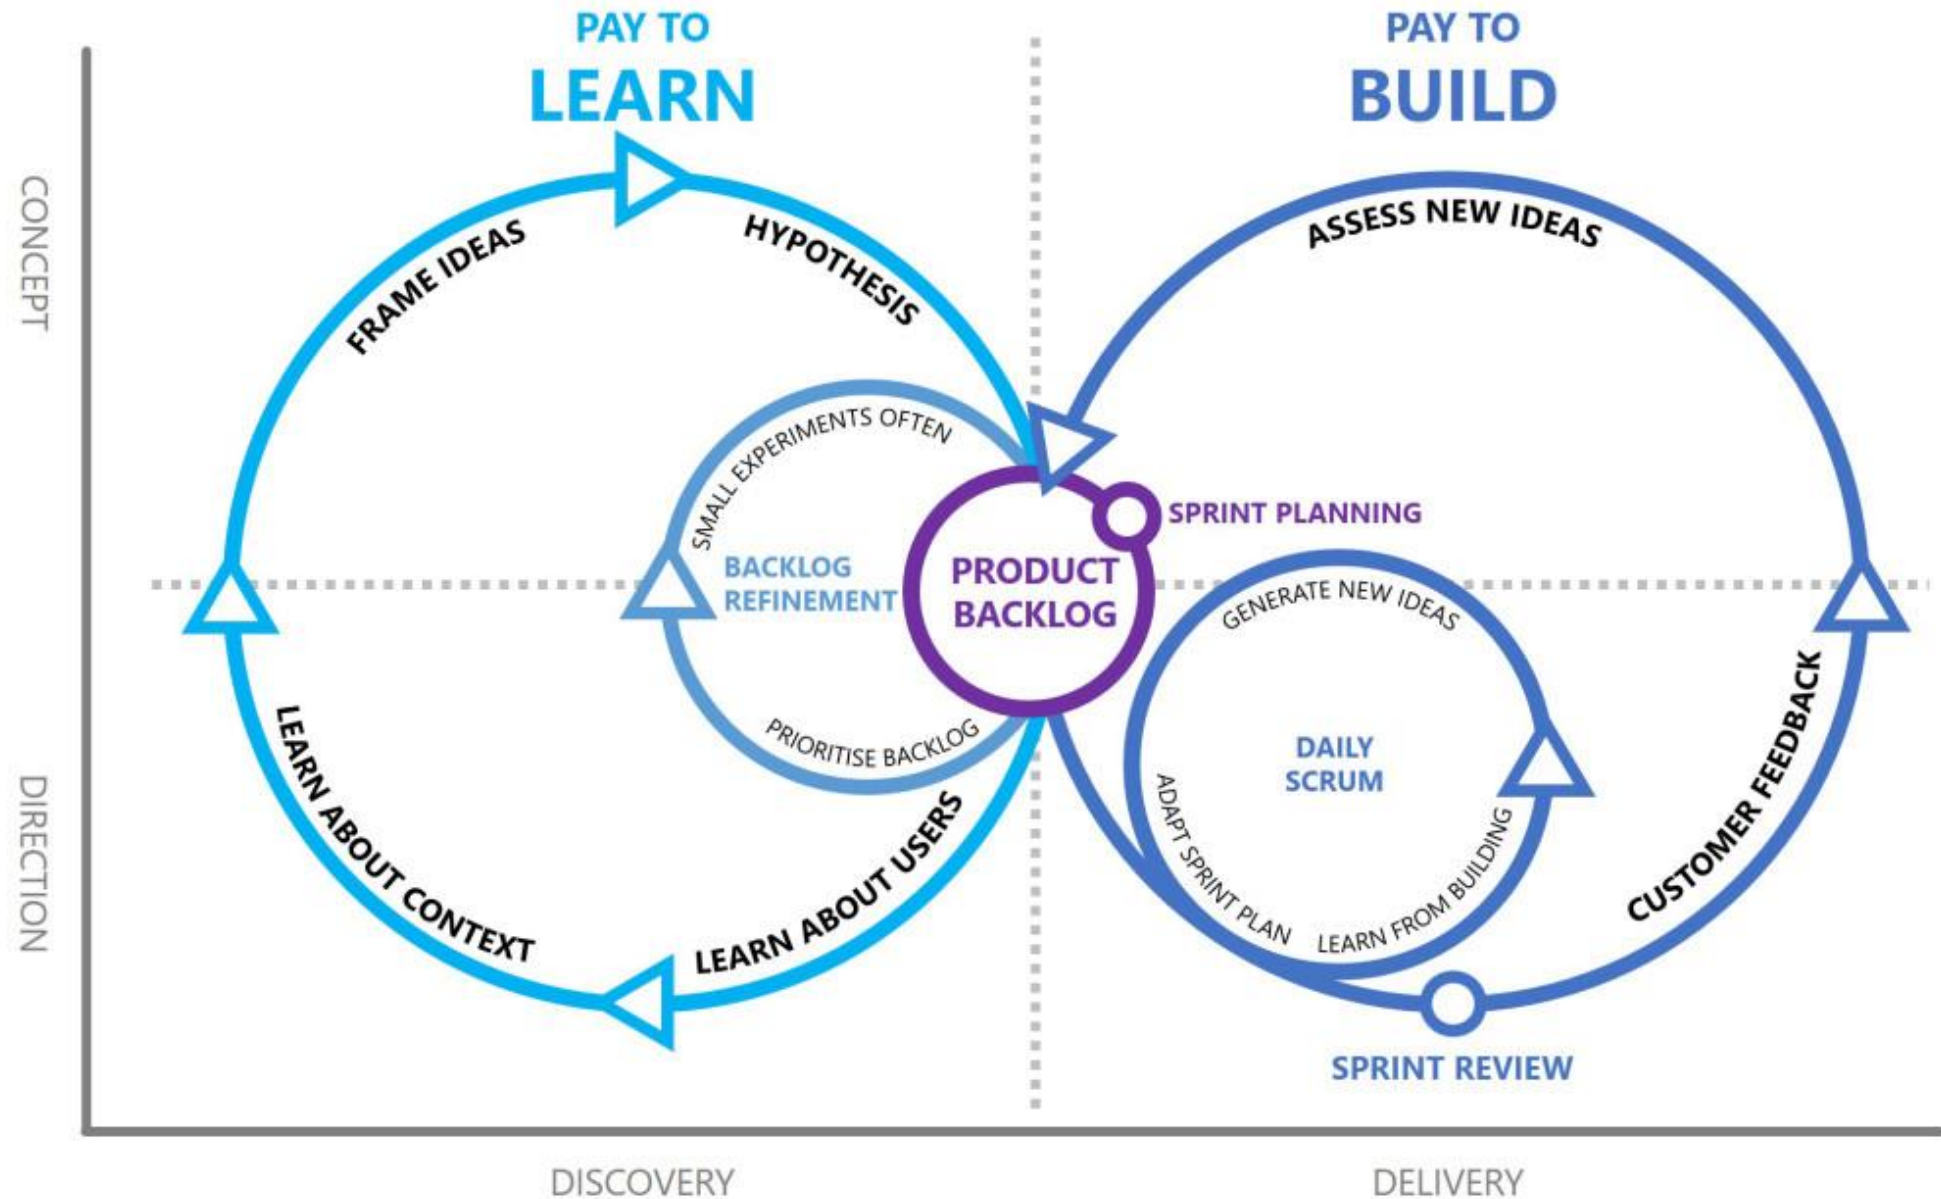 PAY TO
LEARN
PAY TO
BUILD
CONCEPT
DIRECTION
FRAME IDEAS
HYPOTHESIS
ASSESS NEW IDEAS
SMALL EXPERIMENTS OFTEN
BACKLOG
REFINEMENT
PRIORITISE BACKLOG
PRODUCT
BACKLOG
SPRINT PLANNING
GENERATE NEW IDEAS
DAILY
SCRUM
ADAPT SPRINT PLAN
LEARN FROM BUILDING
CUSTOMER FEEDBACK
LEARN ABOUT CONTEXT
LEARN ABOUT USERS
SPRINT REVIEW
DISCOVERY
DELIVERY